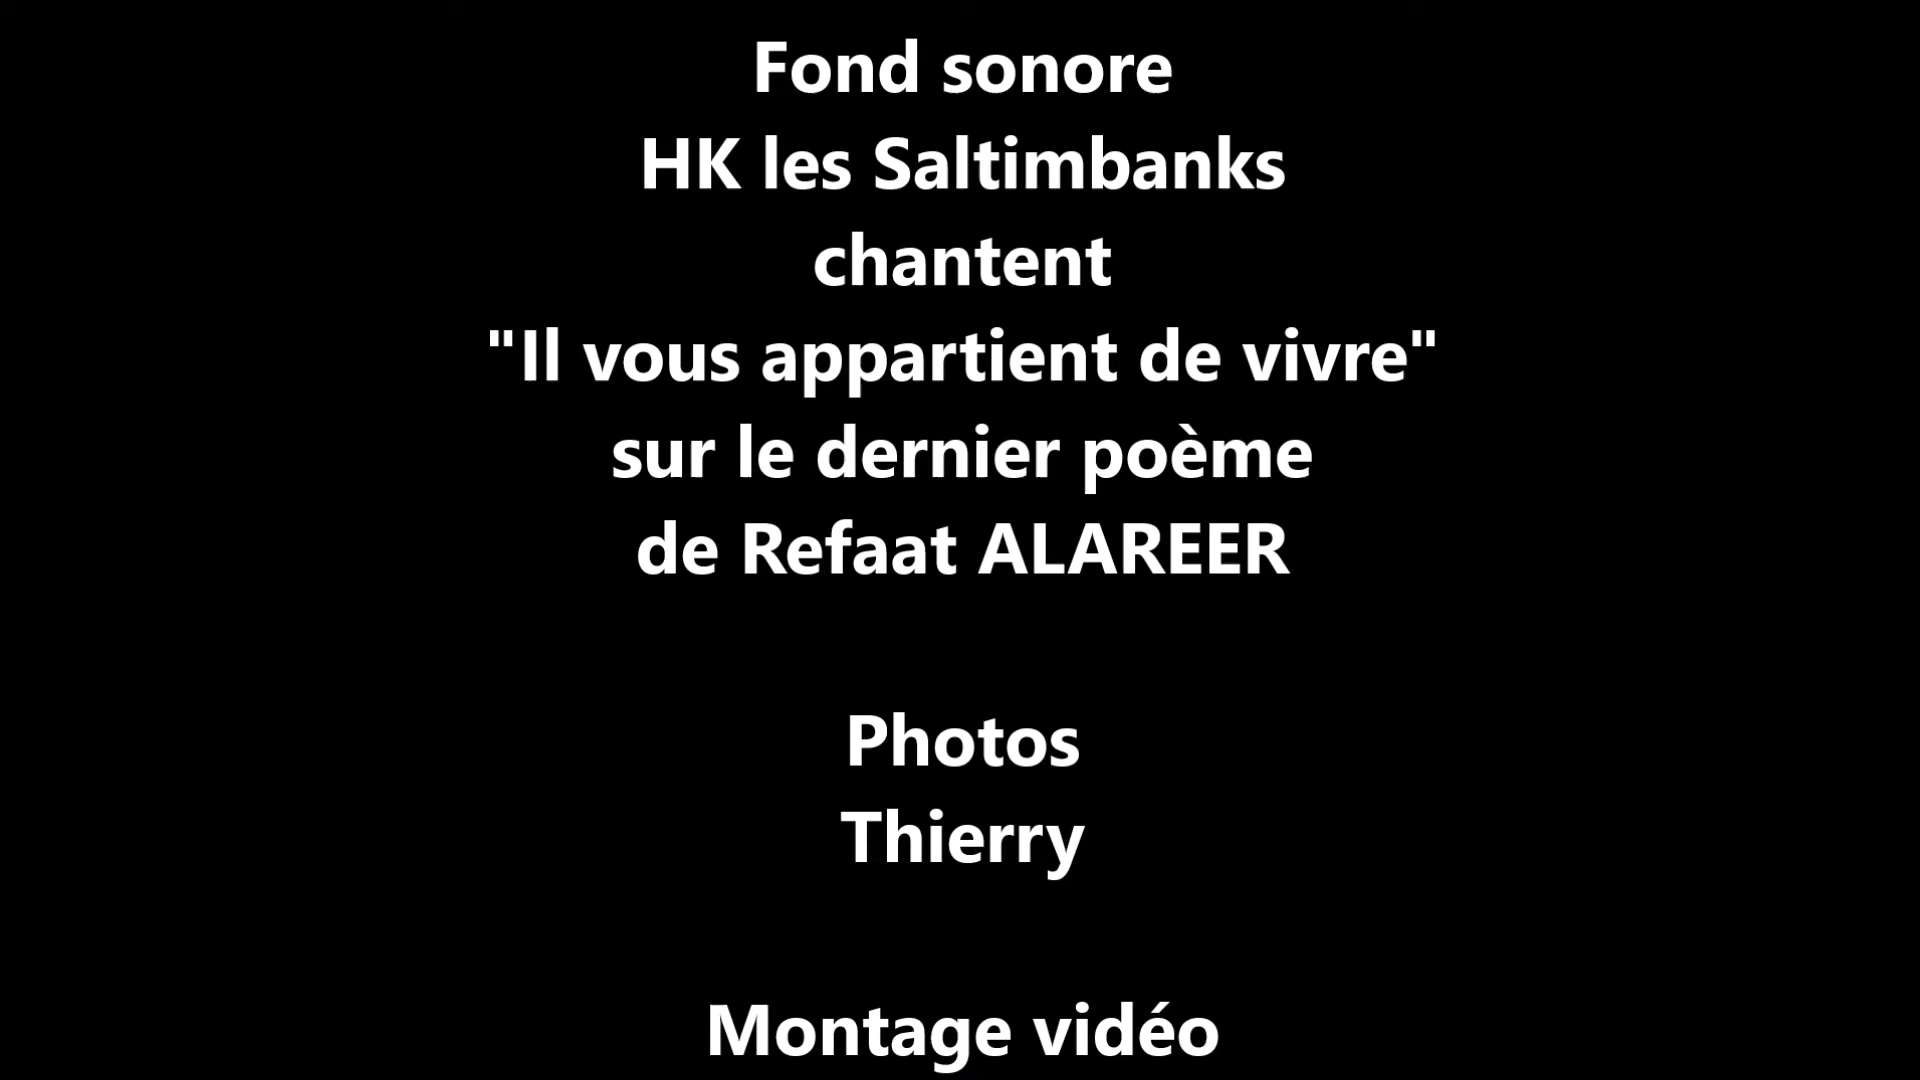 Fond sonore
HK les Saltimbanks
chantent
"Il vous appartient de vivre"
sur le dernier poème
de Refaat ALAREER
Photos
Thierry
Montage vidéo